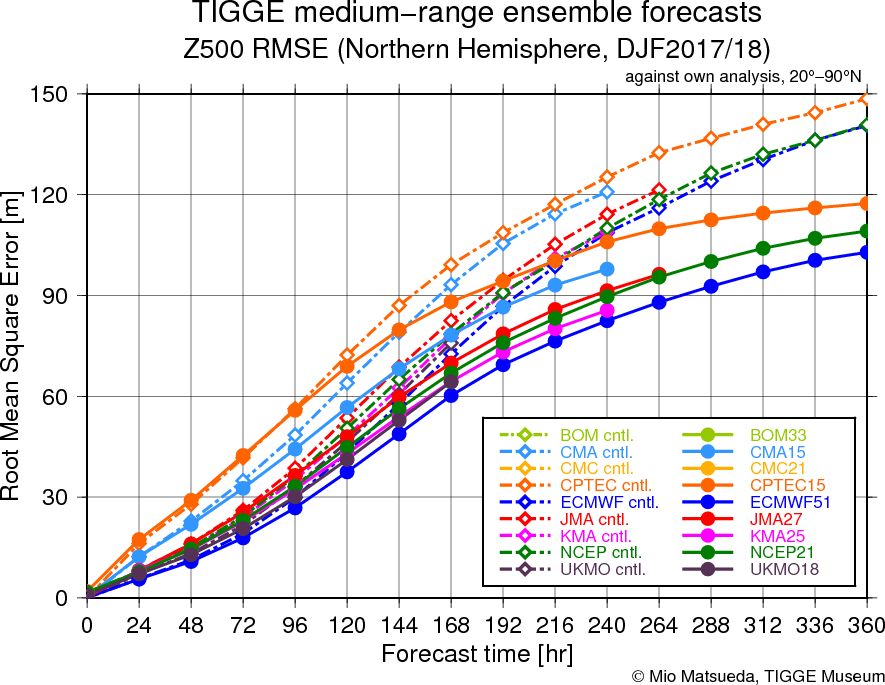 TIGGE medium−range ensemble forecasts
Z500 RMSE (Northern Hemisphere, DJF2017/18)
against own analysis, 20°−90°N
Root Mean Square Error [m]
150
120
90
60
30
0
BOM cntl. BOM33
CMA cntl. CMA15
CMC cntl. CMC21
CPTEC cntl. CPTEC15
ECMWF cntl. ECMWF51
JMA cntl. JMA27
KMA cntl. KMA25
NCEP cntl. NCEP21
UKMO cntl. UKMO18
0 24 48 72 96 120 144 168 192 216 240 264 288 312 336 360
Forecast time [hr]
© Mio Matsueda, TIGGE Museum